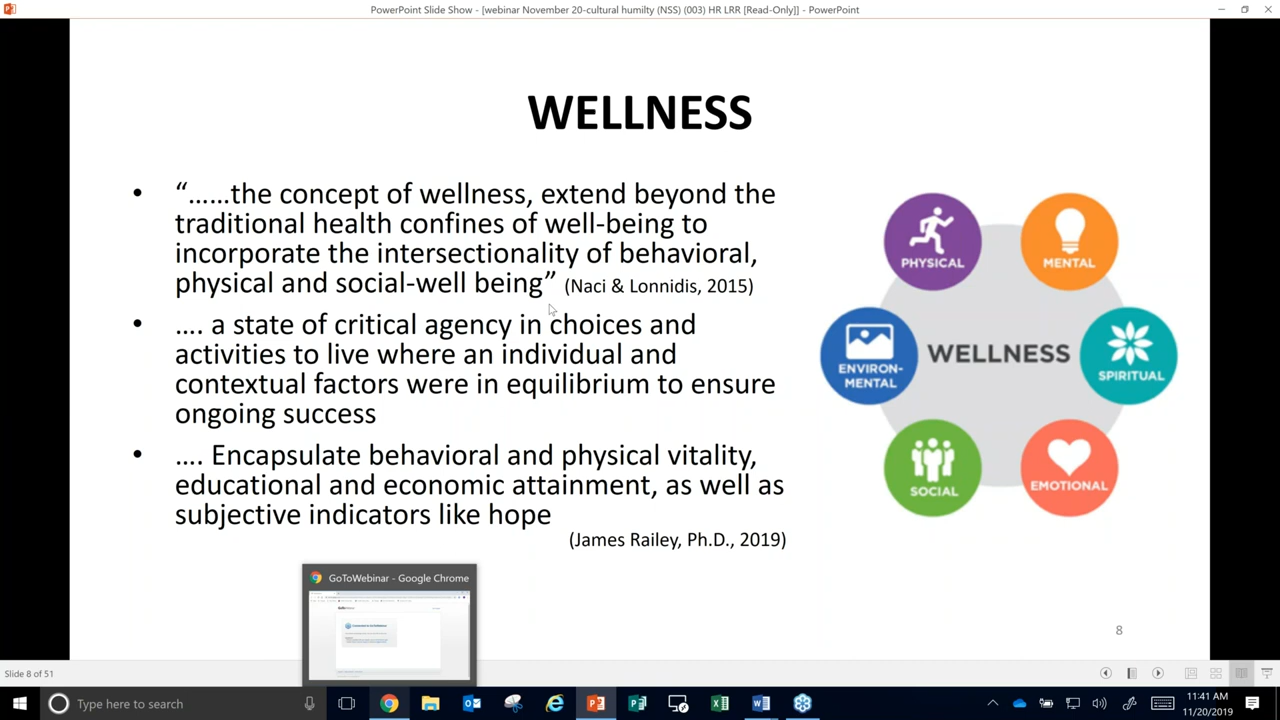 PowerPoint Slide Show - [webinar November 20-cultural humilty (NSS) (003) HR LRR [Read-Only]] - PowerPoint
WELLNESS
• “……the concept of wellness, extend beyond the
traditional health confines of well-being to
incorporate the intersectionality of behavioral,
physical and social-well being” (Naci & Lonnidis, 2015)
• …. a state of critical agency in choices and
activities to live where an individual and
contextual factors were in equilibrium to ensure
ongoing success
• …. Encapsulate behavioral and physical vitality,
educational and economic attainment, as well as
subjective indicators like hope
(James Railey, Ph.D., 2019)
PHYSICAL
MENTAL
ENVIRON-
MENTAL
WELLNESS
SPIRITUAL
SOCIAL
EMOTIONAL
GoToWebinar - Google Chrome
8
Slide 8 of 51
Type here to search
11:41 AM
11/20/2019